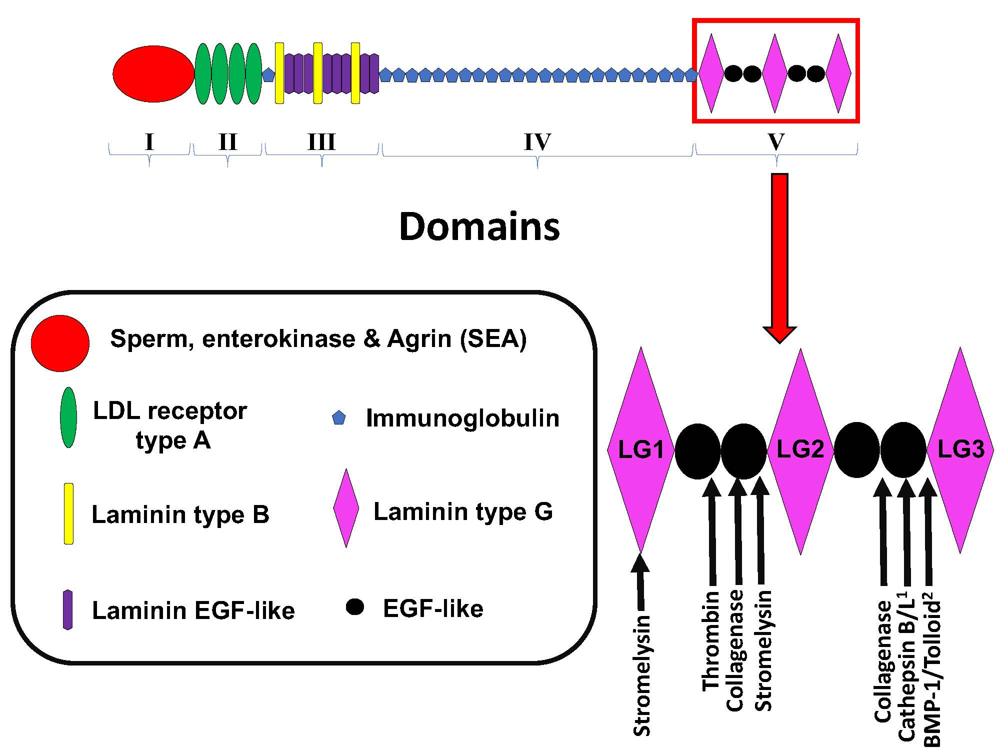 I II III IV V
Domains
Sperm, enterokinase & Agrin (SEA)
LDL receptor
type A
Immunoglobulin
Laminin type B
Laminin type G
Laminin EGF-like
EGF-like
LG1 LG2 LG3
Stromelysin
Thrombin
Collagenase
Stromelysin
Collagenase
Cathepsin B/L¹
BMP-1/Tolloid²